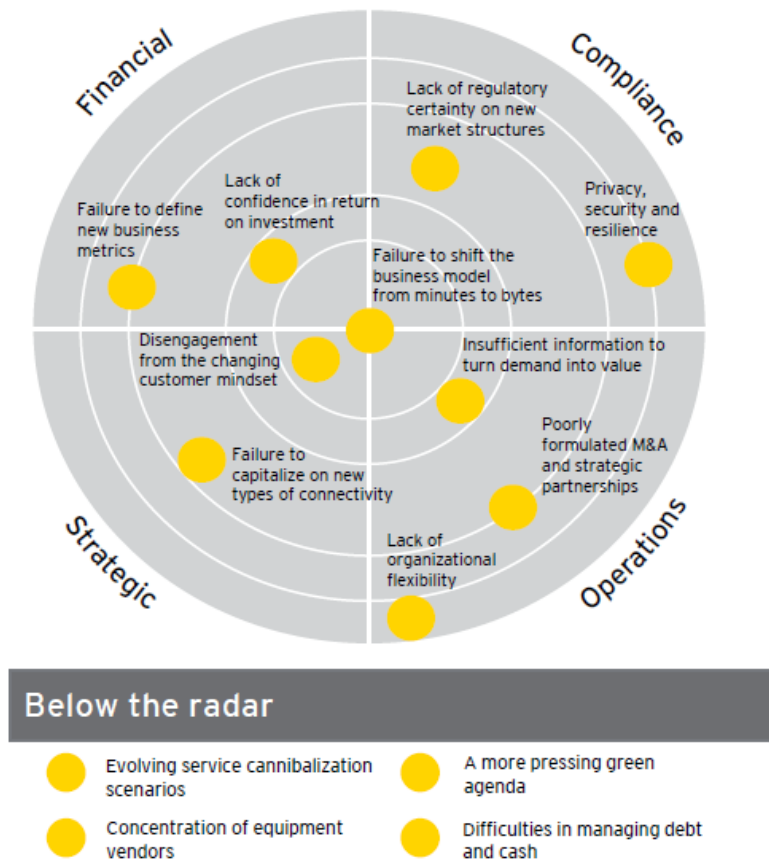 Financial
Compliance
Lack of regulatory
certainty on new
market structures
Lack of
confidence in return
on investment
Privacy,
security and
resilience
Failure to define
new business
metrics
Failure to shift the
business model
from minutes to bytes
Disengagement
from the changing
customer mindset
Insufficient information to
turn demand into value
Poorly
formulated M&A
and strategic
partnerships
Failure to
capitalize on new
types of connectivity
Lack of
organizational
flexibility
Strategic
Operations
Below the radar
Evolving service cannibalization
scenarios
A more pressing green
agenda
Concentration of equipment
vendors
Difficulties in managing debt
and cash